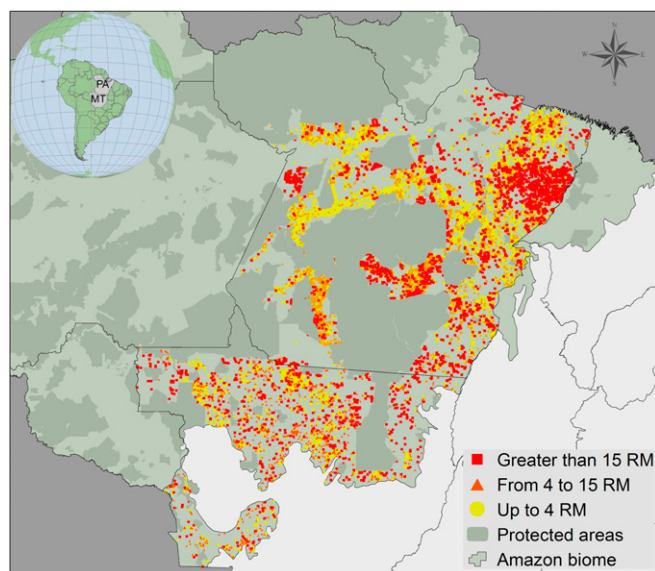 PA
MT
N
W
E
S
Greater than 15 RM
From 4 to 15 RM
Up to 4 RM
Protected areas
Amazon biome